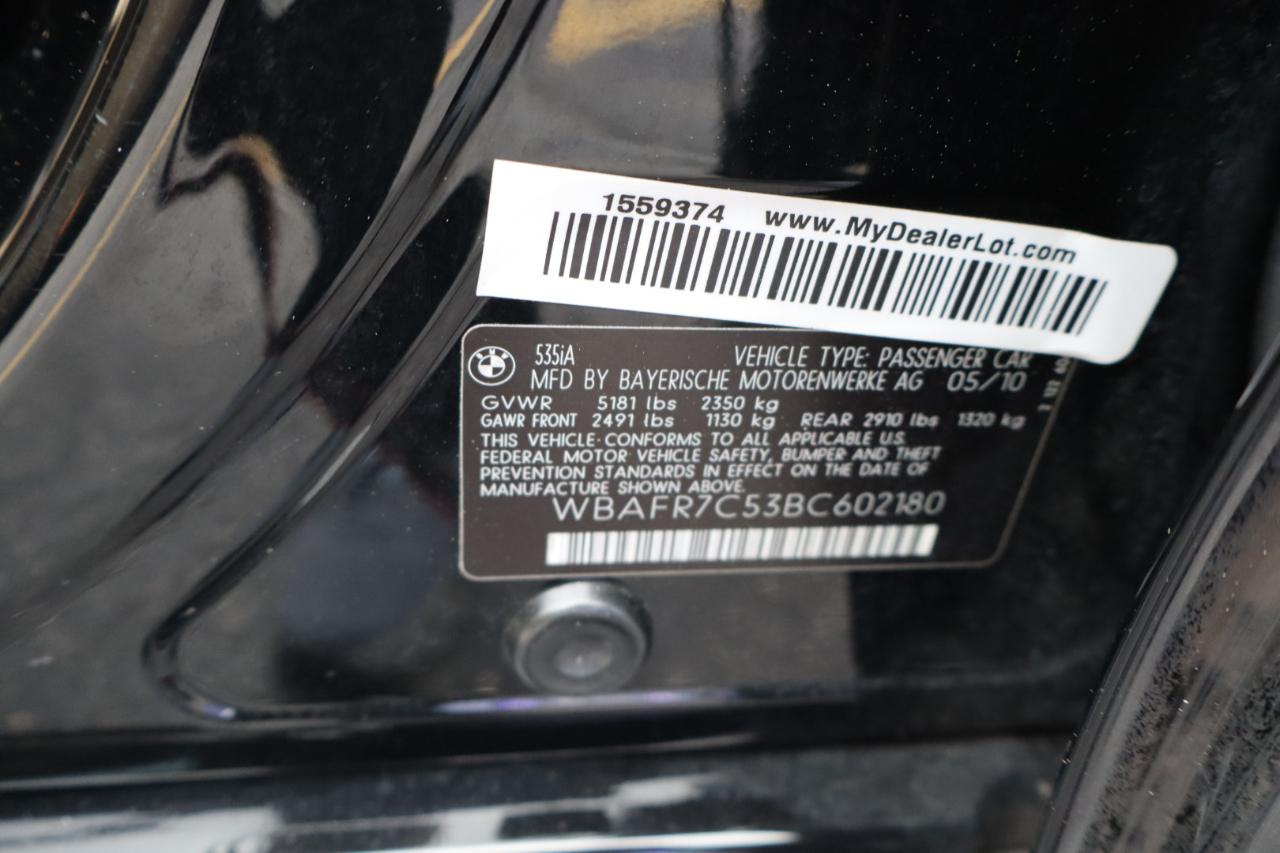 1559374 www.MyDealerLot.com
BMW
535iA VEHICLE TYPE: PASSENGER CAR
MFD BY BAYERISCHE MOTORENWERKE AG 05/10
GVWR 5181 lbs 2350 kg
GAWR FRONT 2491 lbs 1130 kg REAR 2910 lbs 1320 kg
THIS VEHICLE CONFORMS TO ALL APPLICABLE U.S.
FEDERAL MOTOR VEHICLE SAFETY, BUMPER AND THEFT
PREVENTION STANDARDS IN EFFECT ON THE DATE OF
MANUFACTURE SHOWN ABOVE.
WBAFR7C53BC602180